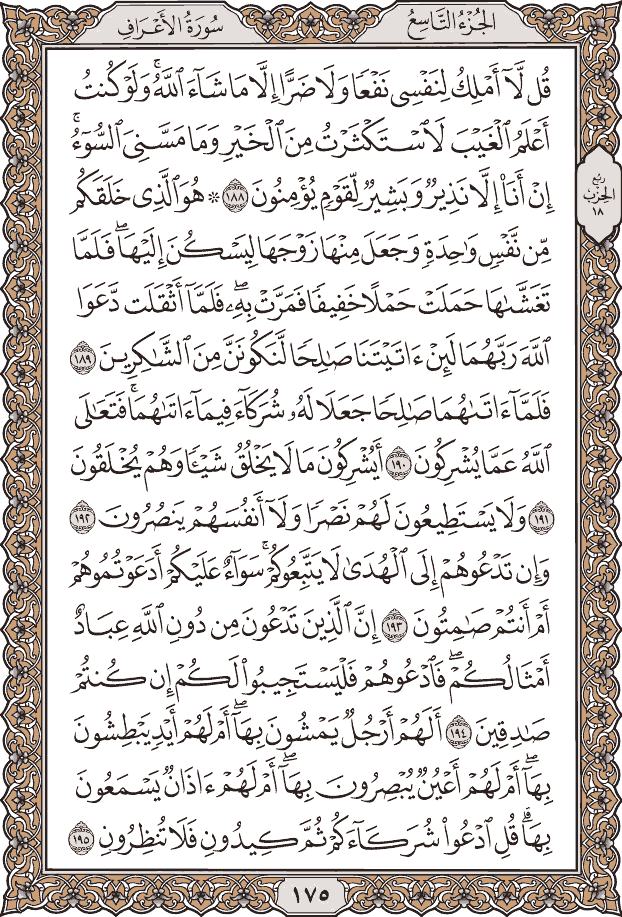 الجُزْءُ التَّاسِعُ
سُورَةُ الأَعْرَافِ
قُل لَّآ أَمْلِكُ لِنَفْسِى نَفْعًا وَلَا ضَرًّا إِلَّا مَا شَآءَ ٱللَّهُۚ وَلَوْ كُنتُ
أَعْلَمُ ٱلْغَيْبَ لَٱسْتَكْثَرْتُ مِنَ ٱلْخَيْرِ وَمَا مَسَّنِىَ ٱلسُّوٓءُۚ
إِنْ أَنَا۠ إِلَّا نَذِيرٌ وَبَشِيرٌ لِّقَوْمٍ يُؤْمِنُونَ ١٨٨ ۞ هُوَ ٱلَّذِى خَلَقَكُم
رُبع
الحِزْب
١٨
مِّن نَّفْسٍ وَٰحِدَةٍ وَجَعَلَ مِنْهَا زَوْجَهَا لِيَسْكُنَ إِلَيْهَاۖ فَلَمَّا
تَغَشَّىٰهَا حَمَلَتْ حَمْلًا خَفِيفًا فَمَرَّتْ بِهِۦۖ فَلَمَّآ أَثْقَلَت دَّعَوَا
ٱللَّهَ رَبَّهُمَا لَئِنْ ءَاتَيْتَنَا صَٰلِحًا لَّنَكُونَنَّ مِنَ ٱلشَّٰكِرِينَ ١٨٩
فَلَمَّآ ءَاتَىٰهُمَا صَٰلِحًا جَعَلَا لَهُۥ شُرَكَآءَ فِيمَآ ءَاتَىٰهُمَاۚ فَتَعَٰلَى
ٱللَّهُ عَمَّا يُشْرِكُونَ ١٩٠ أَيُشْرِكُونَ مَا لَا يَخْلُقُ شَيْـًٔا وَهُمْ يُخْلَقُونَ
١٩١ وَلَا يَسْتَطِيعُونَ لَهُمْ نَصْرًا وَلَآ أَنفُسَهُمْ يَنصُرُونَ ١٩٢
وَإِن تَدْعُوهُمْ إِلَى ٱلْهُدَىٰ لَا يَتَّبِعُوكُمْۚ سَوَآءٌ عَلَيْكُمْ أَدَعَوْتُمُوهُمْ
أَمْ أَنتُمْ صَٰمِتُونَ ١٩٣ إِنَّ ٱلَّذِينَ تَدْعُونَ مِن دُونِ ٱللَّهِ عِبَادٌ
أَمْثَالُكُمْۖ فَٱدْعُوهُمْ فَلْيَسْتَجِيبُوا۟ لَكُمْ إِن كُنتُمْ
صَٰدِقِينَ ١٩٤ أَلَهُمْ أَرْجُلٌ يَمْشُونَ بِهَآۖ أَمْ لَهُمْ أَيْدٍ يَبْطِشُونَ
بِهَآۖ أَمْ لَهُمْ أَعْيُنٌ يُبْصِرُونَ بِهَآۖ أَمْ لَهُمْ ءَاذَانٌ يَسْمَعُونَ
بِهَاۗ قُلِ ٱدْعُوا۟ شُرَكَآءَكُمْ ثُمَّ كِيدُونِ فَلَا تُنظِرُونِ ١٩٥
١٧٥